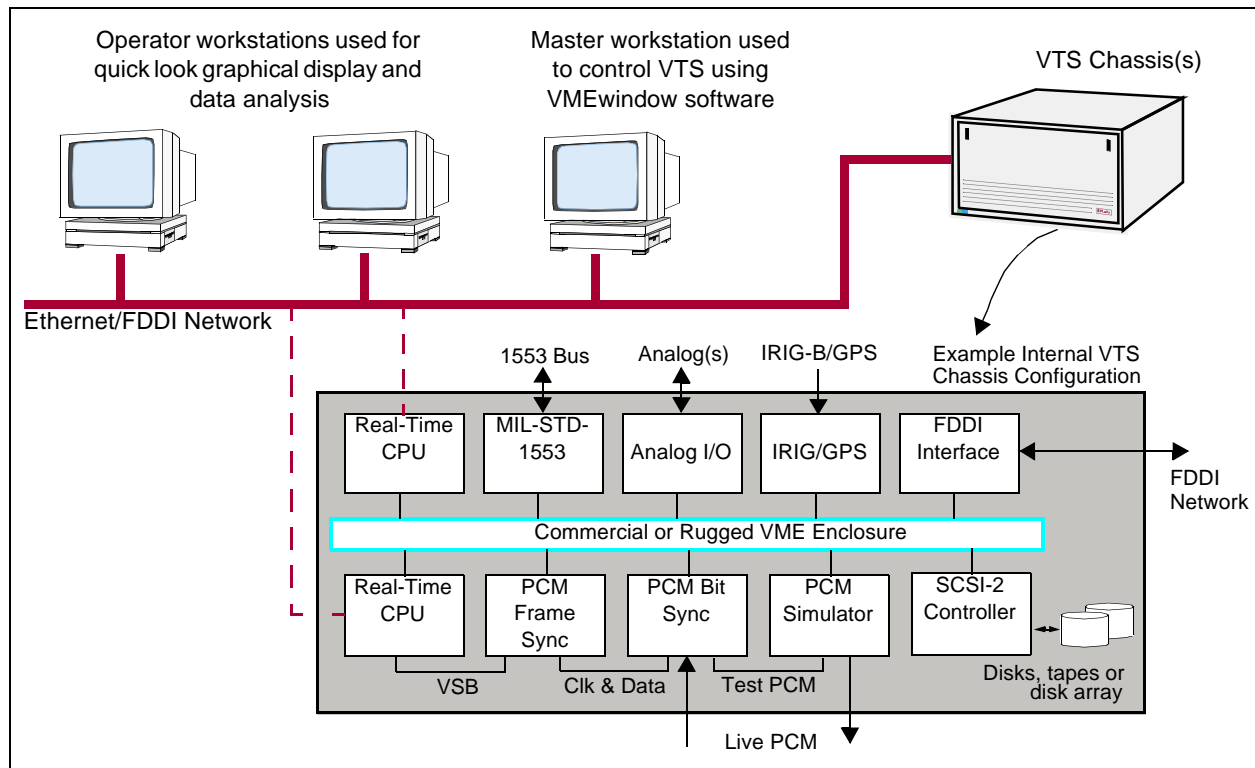 Operator workstations used for
quick look graphical display and
data analysis
Master workstation used
to control VTS using
VMEwindow software
VTS Chassis(s)
Ethernet/FDDI Network
Example Internal VTS
Chassis Configuration
1553 Bus
Analog(s)
IRIG-B/GPS
Real-Time
CPU
MIL-STD-
1553
Analog I/O
IRIG/GPS
FDDI
Interface
FDDI
Network
Commercial or Rugged VME Enclosure
Real-Time
CPU
PCM
Frame
Sync
PCM Bit
Sync
PCM
Simulator
SCSI-2
Controller
VSB
Clk & Data
Test PCM
Disks, tapes or
disk array
Live PCM